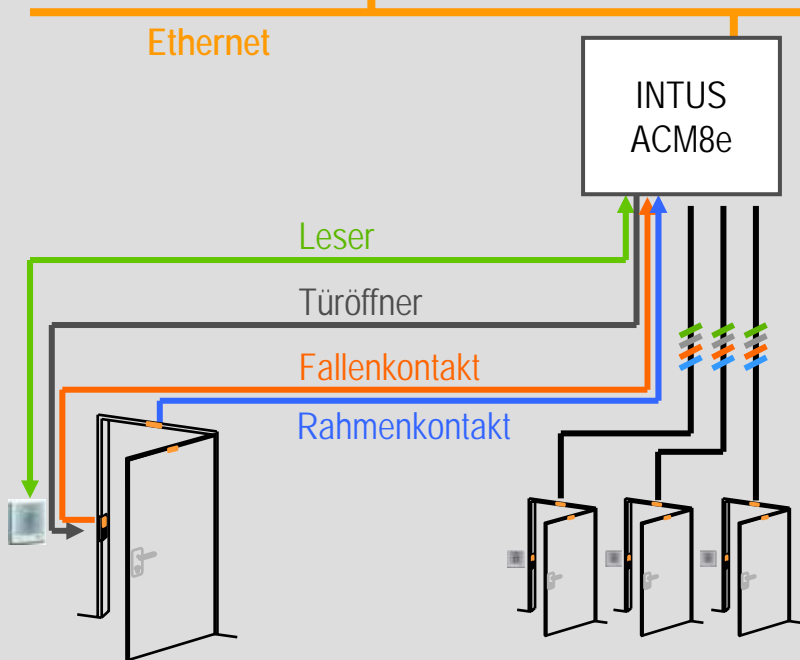 Ethernet
INTUS
ACM8e
Leser
Türöffner
Fallenkontakt
Rahmenkontakt